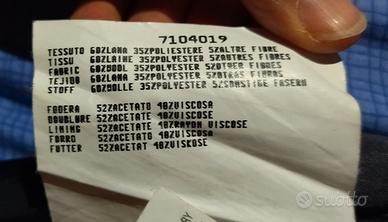 7104019
TESSUTO 60%LANA 35%POLIESTERE 5%ALTRE FIBRE
TISSU 60%LAINE 35%POLYESTER 5%OUTRES FIBRES
FABRIC 60%WOOL 35%POLYESTER 5%OTHER FIBRES
TEJIDO 60%LANA 35%POLYESTER 5%OTRAS FIBRAS
STOFF 60%WOLLE 35%POLYESTER 5%SONSTIGE FASERN
FODERA 52%ACETATO 48%VISCOSA
DOUBLURE 52%ACETATE 48%VISCOSE
LINING 52%ACETATE 48%RAYON VISCOSE
FORRO 52%ACETATO 48%VISCOSA
FUTTER 52%ZETAT 48%VISKOSE
subito